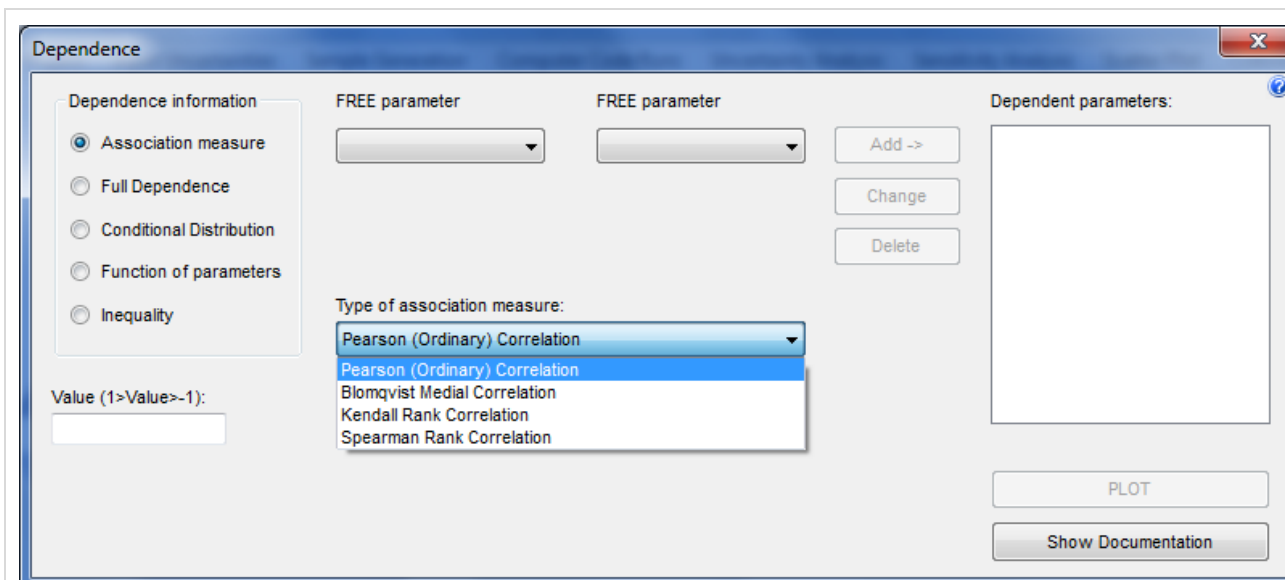 Dependence
X
Dependence information
Association measure
Full Dependence
Conditional Distribution
Function of parameters
Inequality
Value (1>Value>-1):
FREE parameter
FREE parameter
Type of association measure:
Pearson (Ordinary) Correlation
Pearson (Ordinary) Correlation
Blomqvist Medial Correlation
Kendall Rank Correlation
Spearman Rank Correlation
Add ->
Change
Delete
Dependent parameters:
?
PLOT
Show Documentation